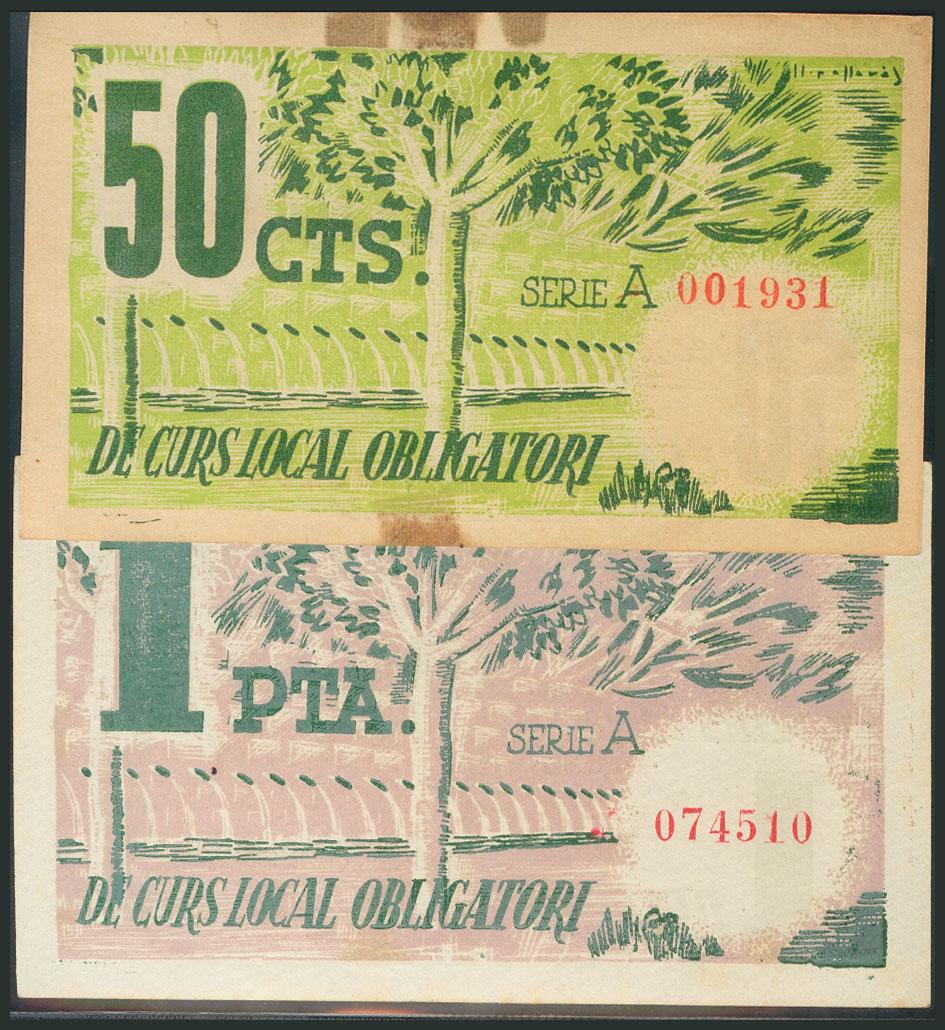 50 CTS.
SERIE A 001931
DE CURS LOCAL OBLIGATORI
1 PTA.
SERIE A
074510
DE CURS LOCAL OBLIGATORI